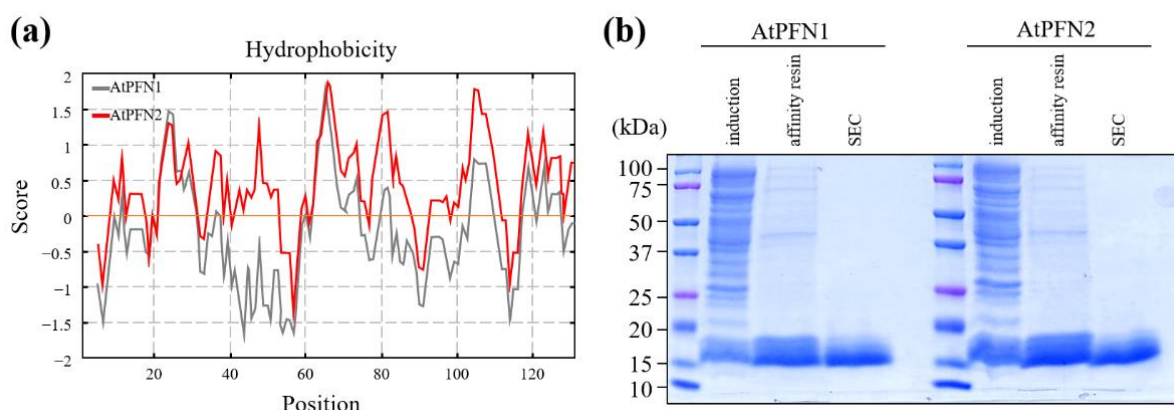 (a)
Hydrophobicity
AtPFN1
AtPFN2
Score
2
1.5
1
0.5
0
−0.5
−1
−1.5
−2
20
40
60
80
100
120
Position
(b)
AtPFN1
AtPFN2
induction
affinity resin
SEC
induction
affinity resin
SEC
(kDa)
100
75
50
37
25
20
15
10